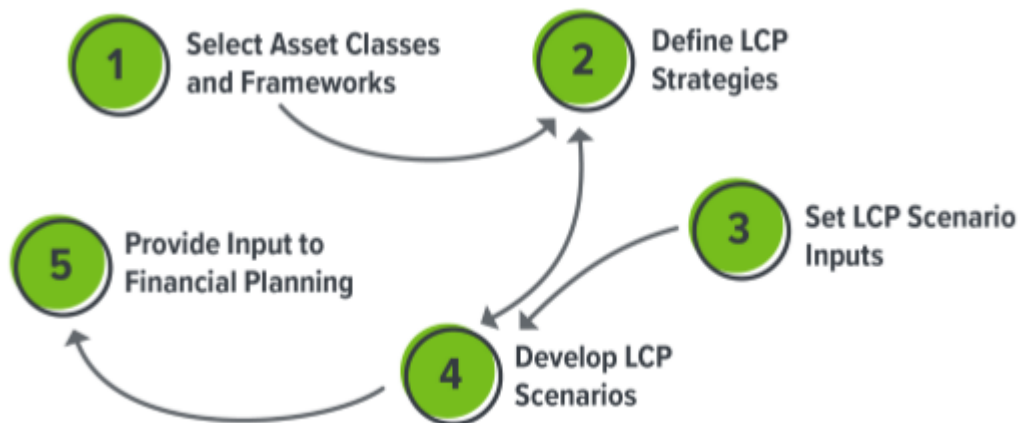 1
Select Asset Classes
and Frameworks
2
Define LCP
Strategies
3
Set LCP Scenario
Inputs
4
Develop LCP
Scenarios
5
Provide Input to
Financial Planning